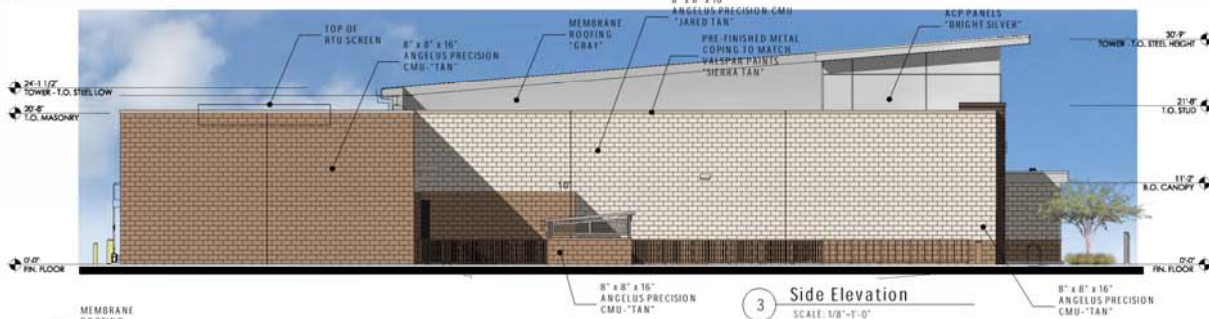 8" x 8" x 16"
ANGELUS PRECISION CMU
"JARED TAN"
ACP PANELS
"BRIGHT SILVER"
TOP OF
RTU SCREEN
MEMBRANE
ROOFING
"GRAY"
8" x 8" x 16"
ANGELUS PRECISION
CMU-"TAN"
PRE-FINISHED METAL
COPING TO MATCH
VALSPAR PAINTS
"SIERRA TAN"
30'-9"
TOWER - T.O. STEEL HEIGHT
24'-1 1/2"
TOWER - T.O. STEEL LOW
20'-8"
T.O. MASONRY
21'-8"
T.O. STUD
11'-2"
B.O. CANOPY
0'-0"
FIN. FLOOR
0'-0"
FIN. FLOOR
8" x 8" x 16"
ANGELUS PRECISION
CMU-"TAN"
3
Side Elevation
SCALE: 1/8"=1'-0"
8" x 8" x 16"
ANGELUS PRECISION
CMU-"TAN"
MEMBRANE